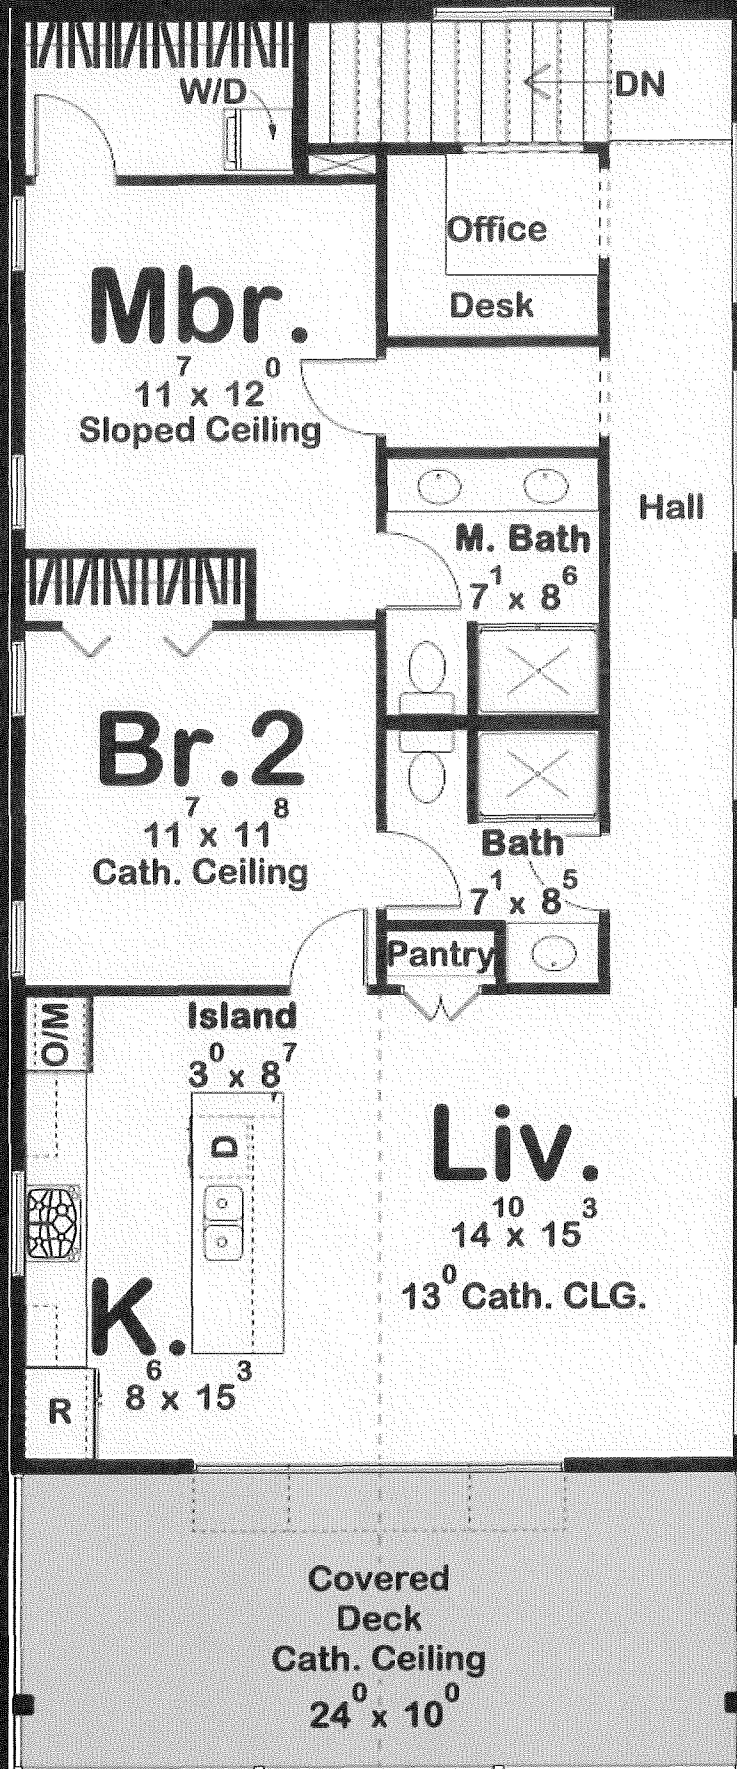 W/D
DN
Office
Desk
Mbr.
11⁷ x 12⁰
Sloped Ceiling
Hall
M. Bath
7¹ x 8⁶
Br.2
11⁷ x 11⁸
Cath. Ceiling
Bath
7¹ x 8⁵
Pantry
O/M
Island
3⁰ x 8⁷
D
Liv.
14¹⁰ x 15³
13⁰ Cath. CLG.
K.
8⁶ x 15³
R
Covered
Deck
Cath. Ceiling
24⁰ x 10⁰